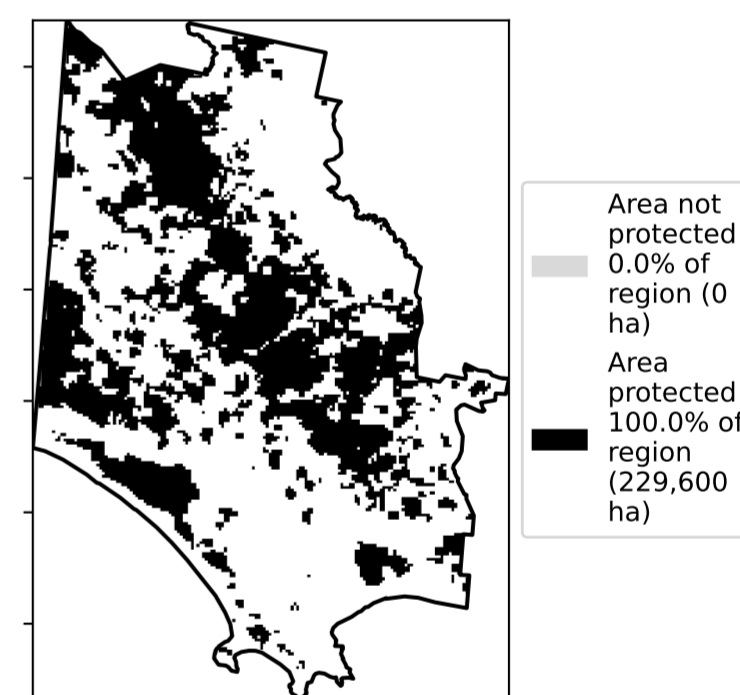 Area not
protected
0.0% of
region (0
ha)
Area
protected
100.0% of
region
(229,600
ha)